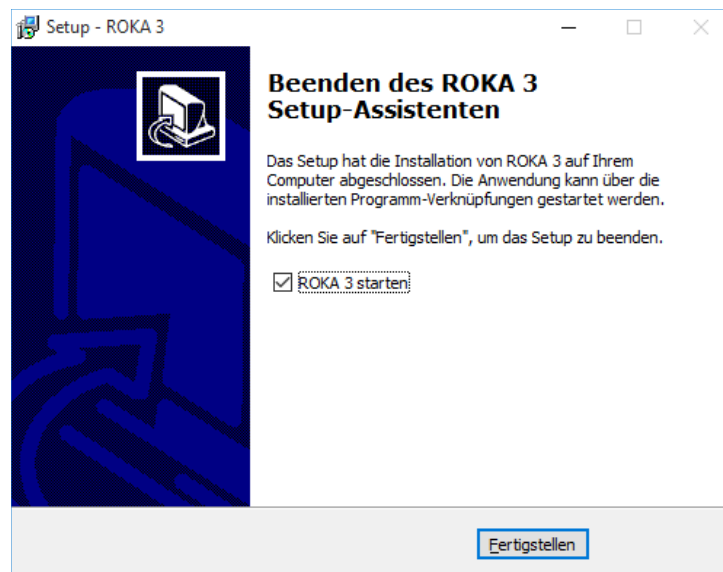 Setup - ROKA 3
Beenden des ROKA 3
Setup-Assistenten
Das Setup hat die Installation von ROKA 3 auf Ihrem
Computer abgeschlossen. Die Anwendung kann über die
installierten Programm-Verknüpfungen gestartet werden.
Klicken Sie auf "Fertigstellen", um das Setup zu beenden.
ROKA 3 starten
Fertigstellen